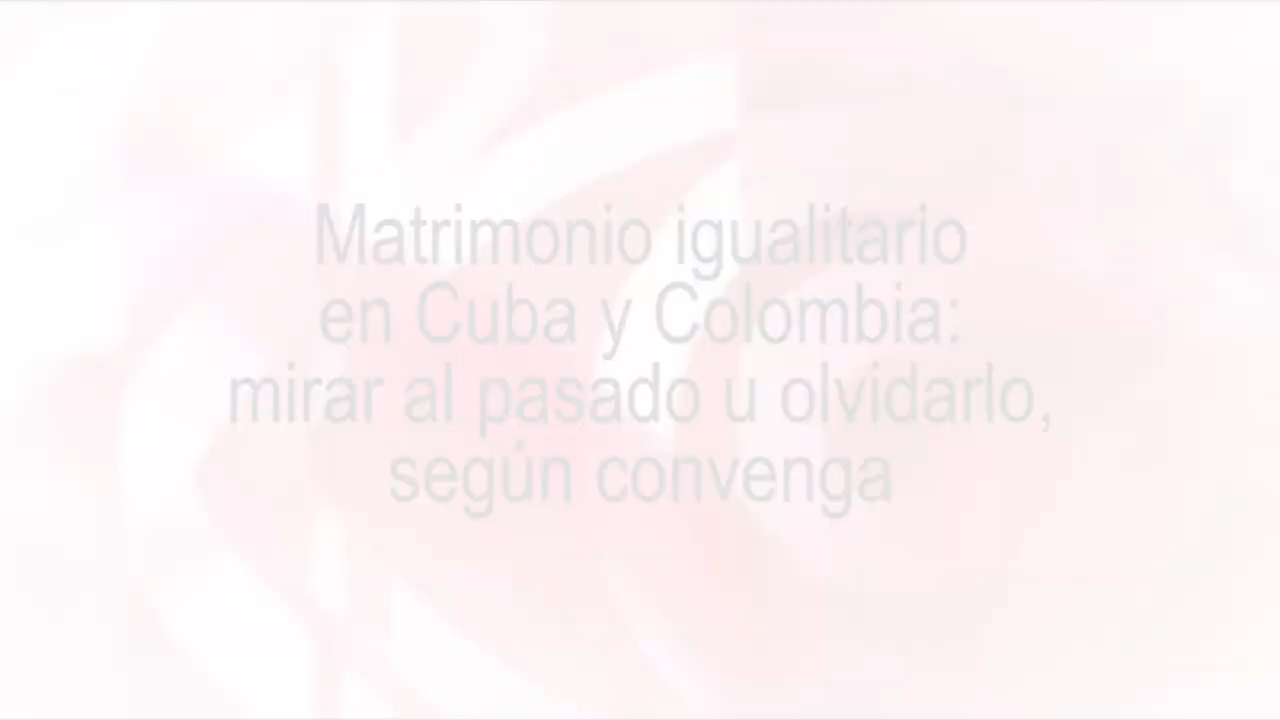 Matrimonio igualitario
en Cuba y Colombia:
mirar al pasado u olvidarlo,
según convenga